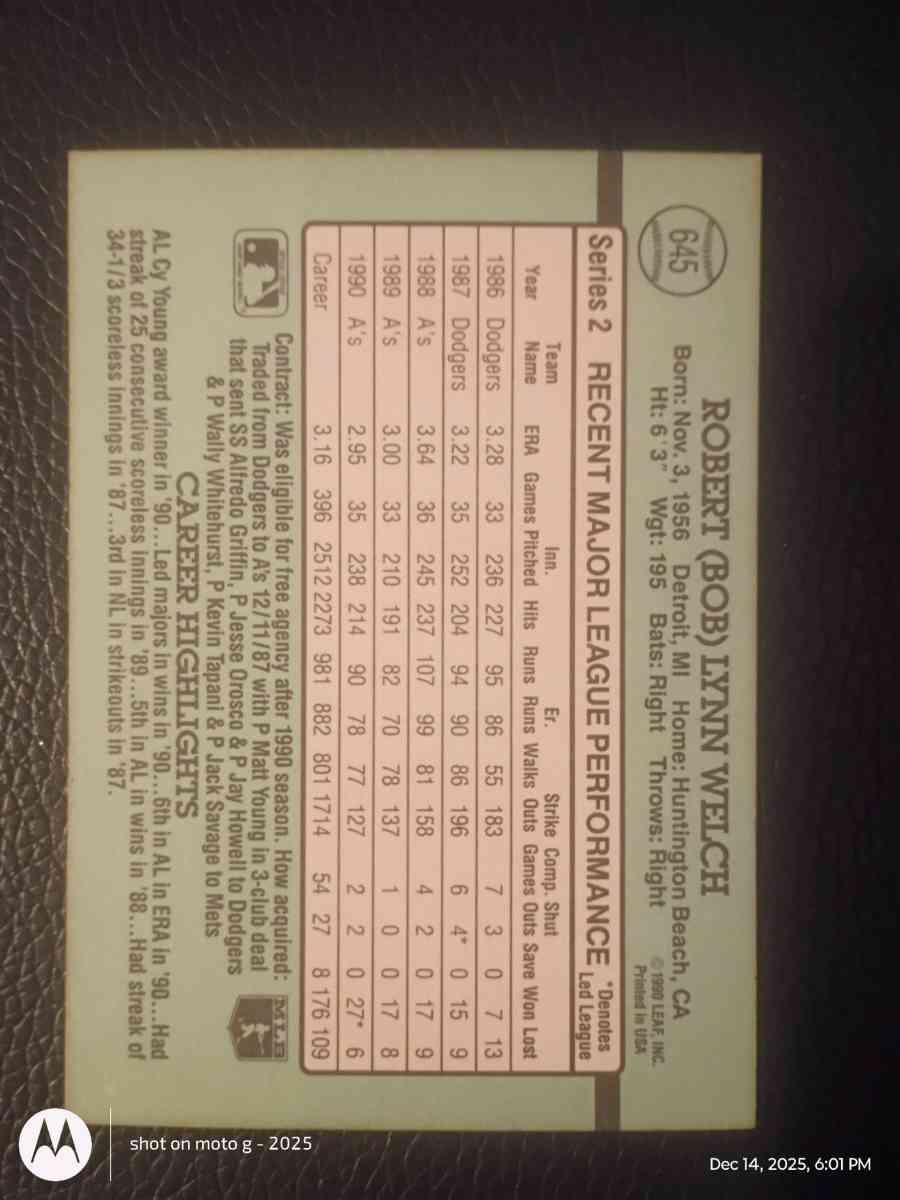 645
ROBERT (BOB) LYNN WELCH
Born: Nov. 3, 1956 Detroit, MI Home: Huntington Beach, CA
Ht: 6'3" Wgt: 195 Bats: Right Throws: Right
© 1990 LEAF, INC.
Printed in USA
Series 2 RECENT MAJOR LEAGUE PERFORMANCE *Denotes Led League
Year Team Name ERA Games Inn. Pitched Hits Runs Er. Runs Walks Strike Outs Comp. Games Shut Outs Save Won Lost
1986 Dodgers 3.28 33 236 227 95 86 55 183 7 3 0 7 13
1987 Dodgers 3.22 35 252 204 94 90 86 196 6 4* 0 15 9
1988 A's 3.64 36 245 237 107 99 81 158 4 2 0 17 9
1989 A's 3.00 33 210 191 82 70 78 137 1 0 0 17 8
1990 A's 2.95 35 238 214 90 78 77 127 2 2 0 27* 6
Career 3.16 396 2512 2273 981 882 801 1714 54 27 8 176 109
Contract: Was eligible for free agency after 1990 season. How acquired:
Traded from Dodgers to A's 12/11/87 with P Matt Young in 3-club deal
that sent SS Alfredo Griffin, P Jesse Orosco & P Jay Howell to Dodgers
& P Wally Whitehurst, P Kevin Tapani & P Jack Savage to Mets
MLB
CAREER HIGHLIGHTS
AL Cy Young award winner in '90...Led majors in wins in '90...6th in AL in ERA in '90...Had
streak of 25 consecutive scoreless innings in '89...5th in AL in wins in '88...Had streak of
34-1/3 scoreless innings in '87...3rd in NL in strikeouts in '87.
shot on moto g - 2025
Dec 14, 2025, 6:01 PM